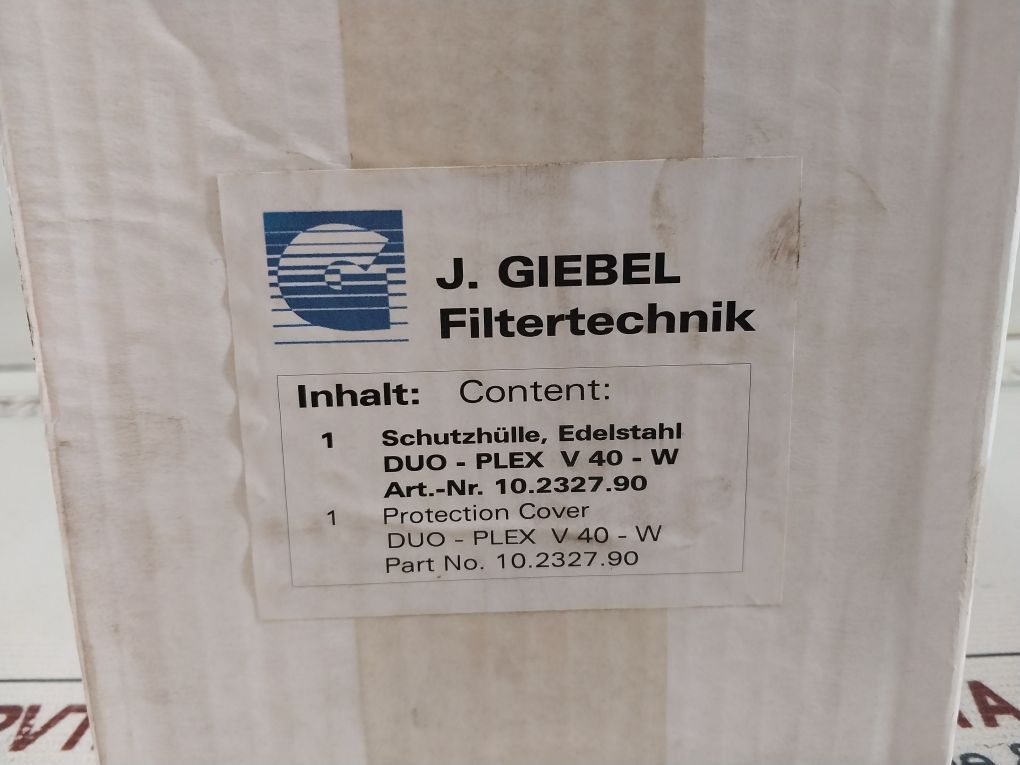 J. GIEBEL
Filtertechnik
Inhalt: Content:
1 Schutzhülle, Edelstahl
DUO - PLEX V 40 - W
Art.-Nr. 10.2327.90
1 Protection Cover
DUO - PLEX V 40 - W
Part No. 10.2327.90